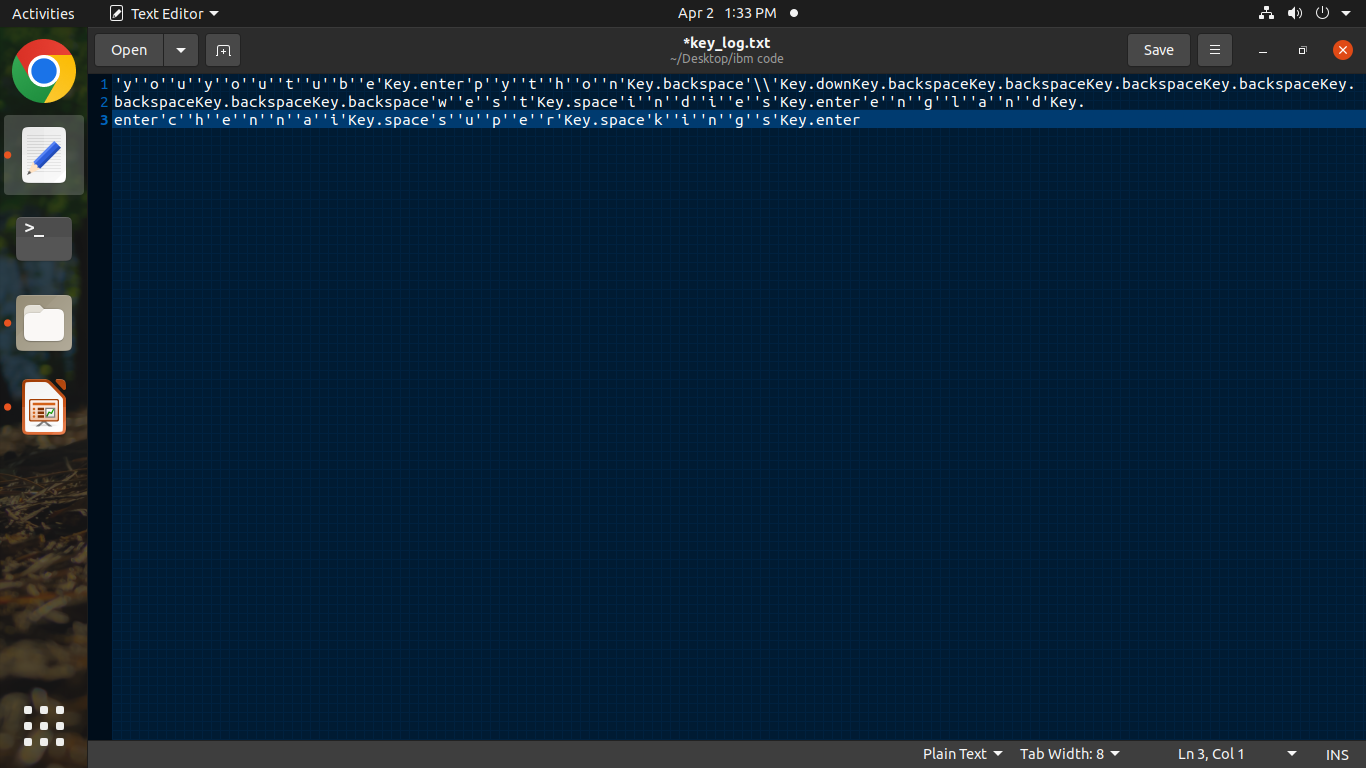 Activities Text Editor Apr 2 1:33 PM
Open *key_log.txt Save
~/Desktop/ibm code
1 'y''o''u''y''o''u''t''u''b''e'Key.enter'p''y''t''h''o''n'Key.backspace'\\'Key.downKey.backspaceKey.backspaceKey.backspaceKey.backspaceKey.
2 backspaceKey.backspaceKey.backspace'w''e''s''t'Key.space'i''n''d''i''e''s'Key.enter'e''n''g''l''a''n''d'Key.
3 enter'c''h''e''n''n''a''i'Key.space's''u''p''e''r'Key.space'k''i''n''g''s'Key.enter
>_
Plain Text Tab Width: 8 Ln 3, Col 1 INS